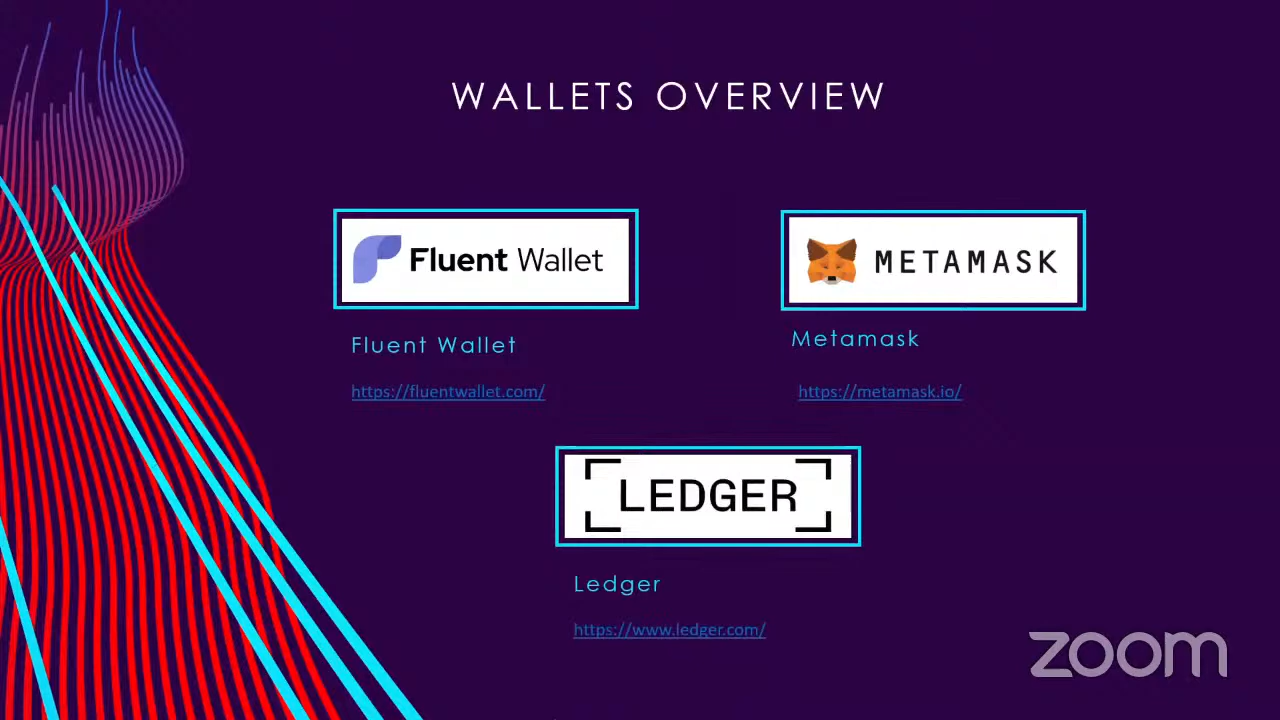 WALLETS OVERVIEW
Fluent Wallet
METAMASK
Fluent Wallet
Metamask
https://fluentwallet.com/
https://metamask.io/
LEDGER
Ledger
https://www.ledger.com/
zoom